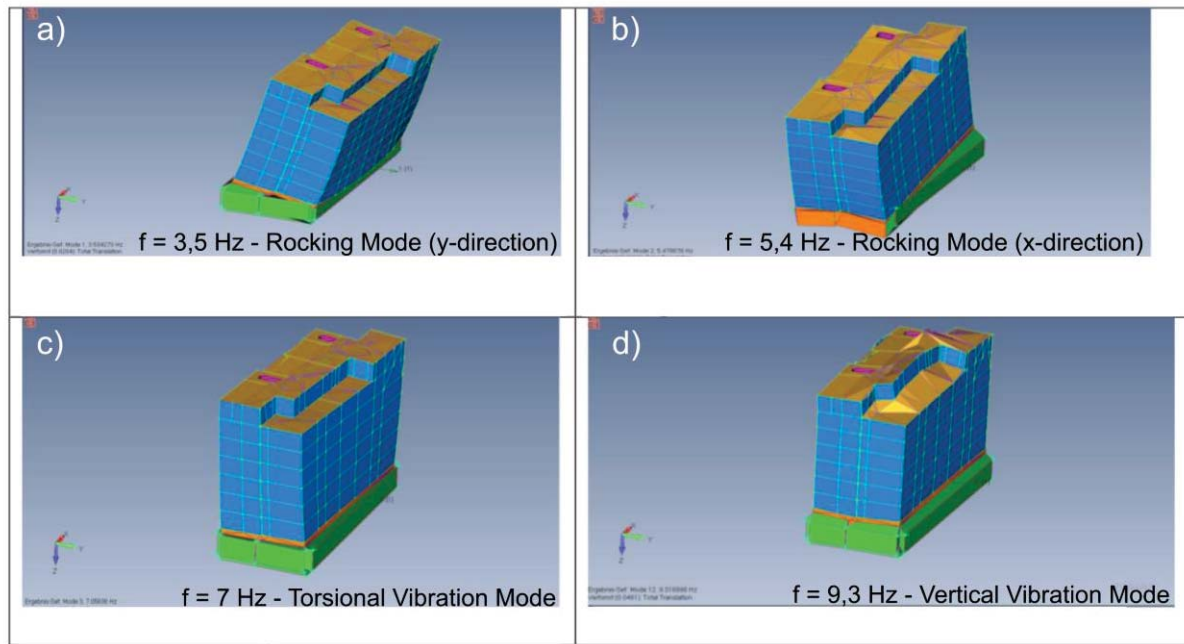 a)
Z
Y
f = 3,5 Hz - Rocking Mode (y-direction)
b)
Z
Y
f = 5,4 Hz - Rocking Mode (x-direction)
c)
Z
Y
f = 7 Hz - Torsional Vibration Mode
d)
Z
Y
f = 9,3 Hz - Vertical Vibration Mode